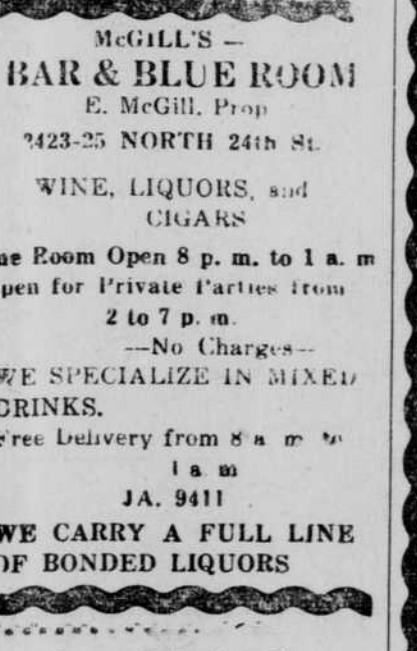 McGILL'S —
BAR & BLUE ROOM
E. McGill, Prop
2423-25 NORTH 24th St.
WINE, LIQUORS, and
CIGARS
ue Room Open 8 p. m. to 1 a. m
pen for Private Parties from
2 to 7 p. m.
—No Charges—
WE SPECIALIZE IN MIXED
DRINKS.
Free Delivery from 8 a m to
1 a m
JA. 9411
WE CARRY A FULL LINE
OF BONDED LIQUORS